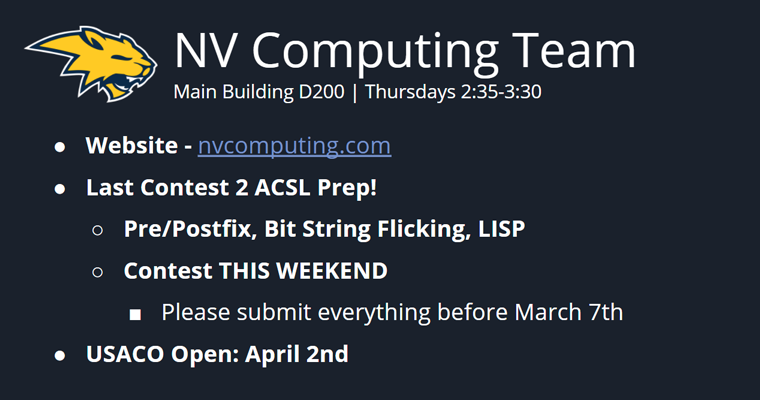 NV Computing Team
Main Building D200 | Thursdays 2:35-3:30
● Website - nvcomputing.com
● Last Contest 2 ACSL Prep!
○ Pre/Postfix, Bit String Flicking, LISP
○ Contest THIS WEEKEND
■ Please submit everything before March 7th
● USACO Open: April 2nd